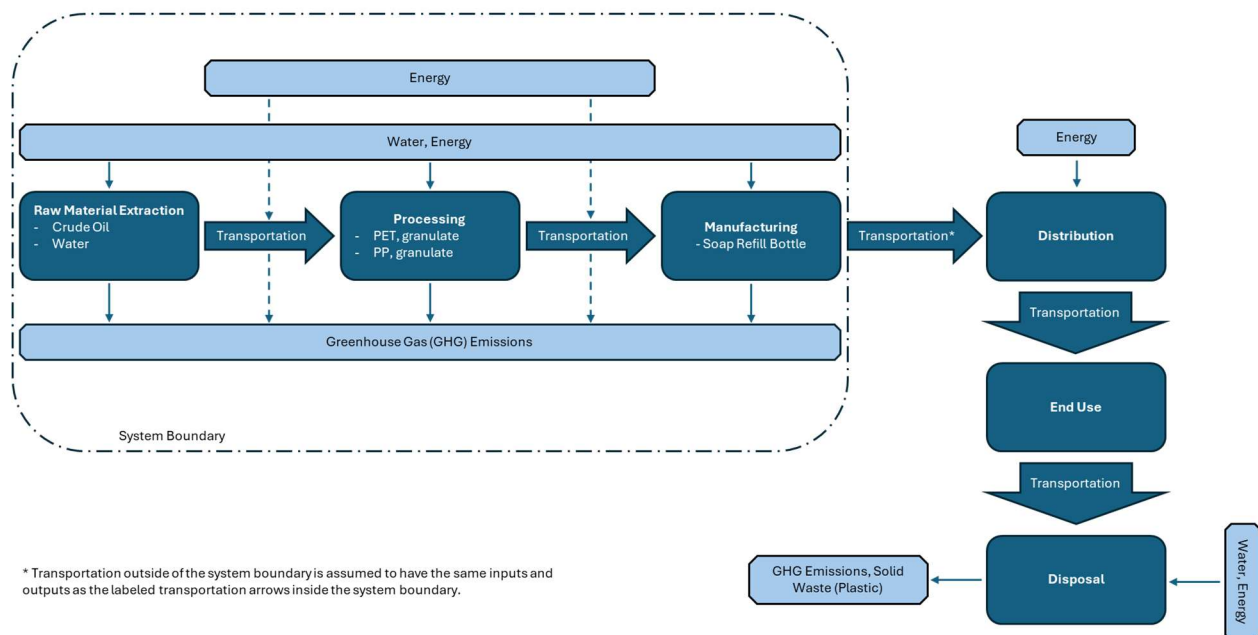 Energy
Water, Energy
Energy
Raw Material Extraction
- Crude Oil
- Water
Transportation
Processing
- PET, granulate
- PP, granulate
Transportation
Manufacturing
- Soap Refill Bottle
Transportation*
Distribution
Transportation
Greenhouse Gas (GHG) Emissions
End Use
System Boundary
Transportation
* Transportation outside of the system boundary is assumed to have the same inputs and
outputs as the labeled transportation arrows inside the system boundary.
GHG Emissions, Solid
Waste (Plastic)
Disposal
Water, Energy